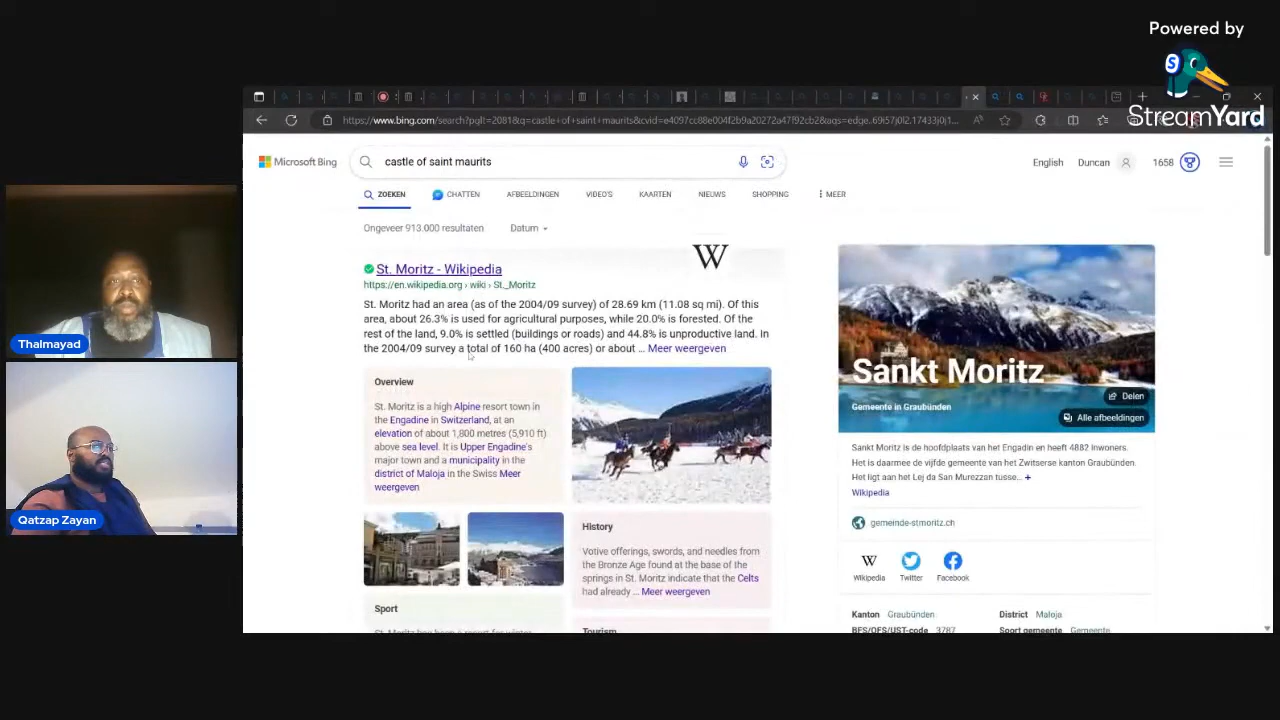 Powered by
StreamYard
https://www.bing.com/search?pglt=2081&q=castle+of+saint+maurits&cvid=e4097cc88e004f2b9a20272a47f92cb2&aqs=edge..69i57j0l2.17433j0j1...
Microsoft Bing
castle of saint maurits
English
Duncan
1658
ZOEKEN
CHATTEN
AFBEELDINGEN
VIDEO'S
KAARTEN
NIEUWS
SHOPPING
MEER
Ongeveer 913.000 resultaten
Datum
W
St. Moritz - Wikipedia
https://en.wikipedia.org › wiki › St._Moritz
St. Moritz had an area (as of the 2004/09 survey) of 28.69 km (11.08 sq mi). Of this
area, about 26.3% is used for agricultural purposes, while 20.0% is forested. Of the
rest of the land, 9.0% is settled (buildings or roads) and 44.8% is unproductive land. In
the 2004/09 survey a total of 160 ha (400 acres) or about ... Meer weergeven
Overview
St. Moritz is a high Alpine resort town in
the Engadine in Switzerland, at an
elevation of about 1,800 metres (5,910 ft)
above sea level. It is Upper Engadine's
major town and a municipality in the
district of Maloja in the Swiss Meer
weergeven
History
Votive offerings, swords, and needles from
the Bronze Age found at the base of the
springs in St. Moritz indicate that the Celts
had already ... Meer weergeven
Sport
Tourism
Sankt Moritz
Gemeente in Graubünden
Delen
Alle afbeeldingen
Sankt Moritz is de hoofdplaats van het Engadin en heeft 4882 inwoners.
Het is daarmee de vijfde gemeente van het Zwitserse kanton Graubünden.
Het ligt aan het Lej da San Murezzan tusse... +
Wikipedia
gemeinde-stmoritz.ch
W
Wikipedia
Twitter
Facebook
Kanton Graubünden
District Maloja
BFS/OFS/UST-code 3787
Sport gemeente Gemeente
Thalmayad
Qatzap Zayan